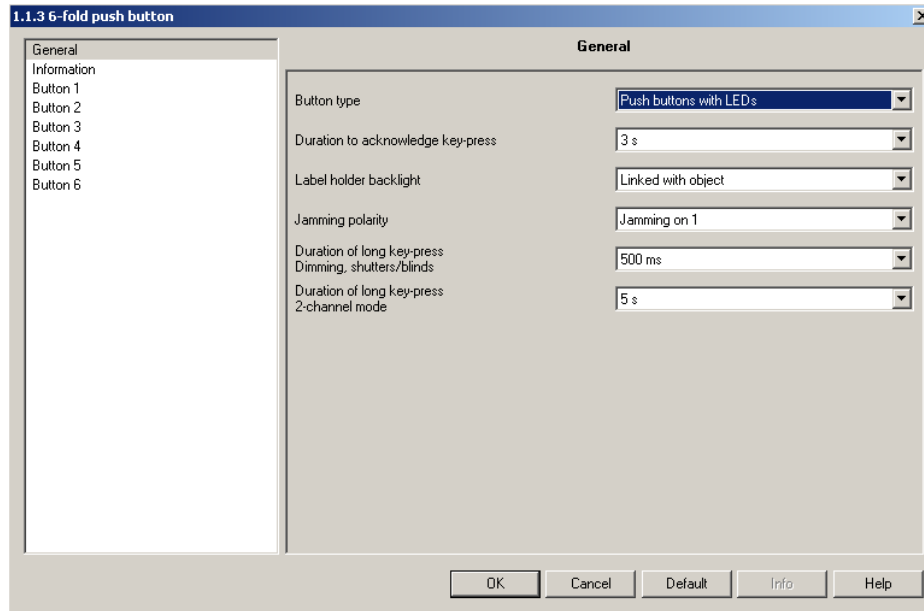 1.1.3 6-fold push button
General
Information
Button 1
Button 2
Button 3
Button 4
Button 5
Button 6
General
Button type
Push buttons with LEDs
Duration to acknowledge key-press
3 s
Label holder backlight
Linked with object
Jamming polarity
Jamming on 1
Duration of long key-press
Dimming, shutters/blinds
500 ms
Duration of long key-press
2-channel mode
5 s
OK
Cancel
Default
Info
Help